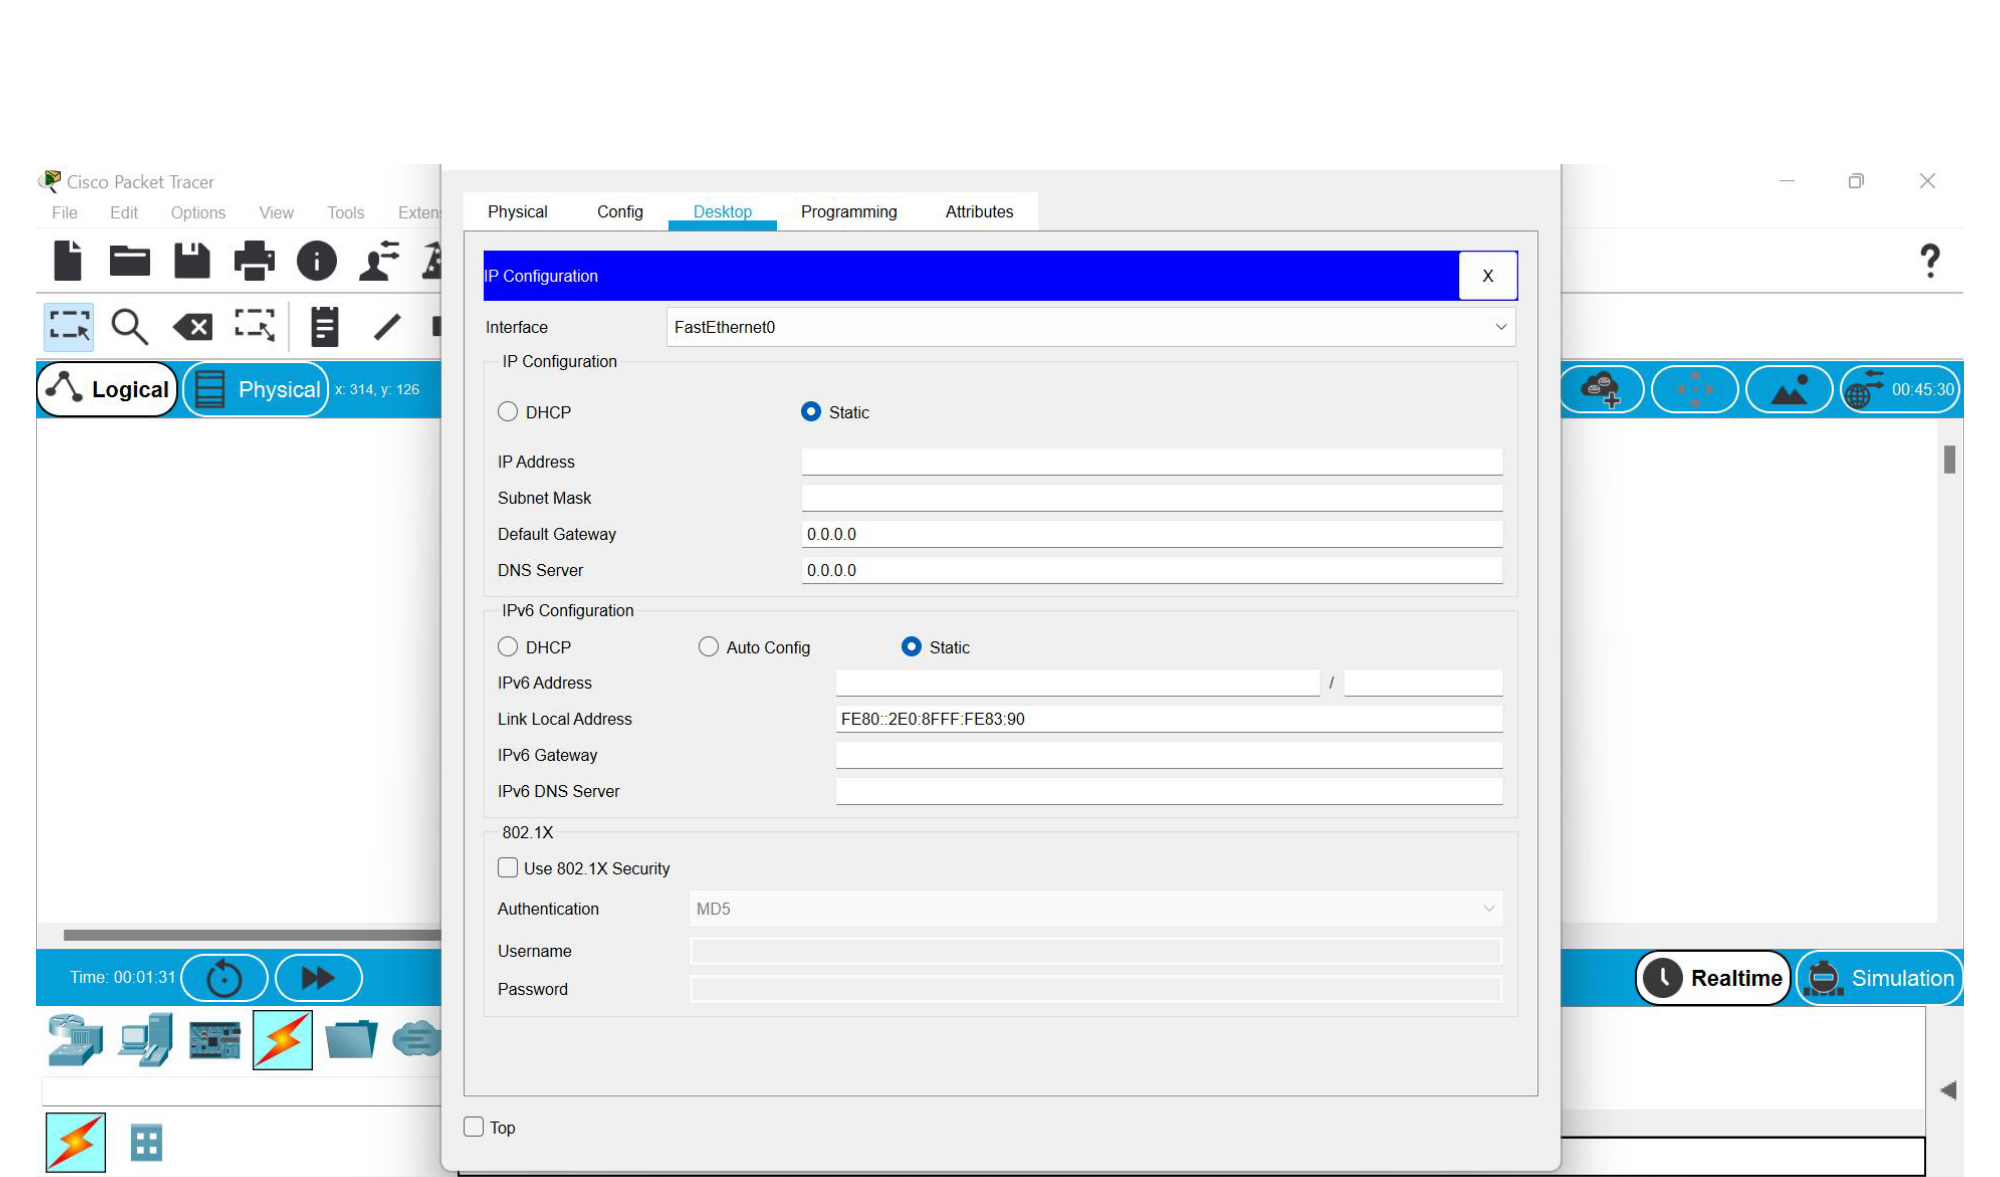 Cisco Packet Tracer
File Edit Options View Tools Exten
Physical Config Desktop Programming Attributes
IP Configuration X
Interface FastEthernet0
IP Configuration
DHCP Static
IP Address
Subnet Mask
Default Gateway 0.0.0.0
DNS Server 0.0.0.0
IPv6 Configuration
DHCP Auto Config Static
IPv6 Address /
Link Local Address FE80::2E0:8FFF:FE83:90
IPv6 Gateway
IPv6 DNS Server
802.1X
Use 802.1X Security
Authentication MD5
Username
Password
Top
?
Logical Physical x: 314, y: 126
00:45:30
Time: 00:01:31
Realtime Simulation